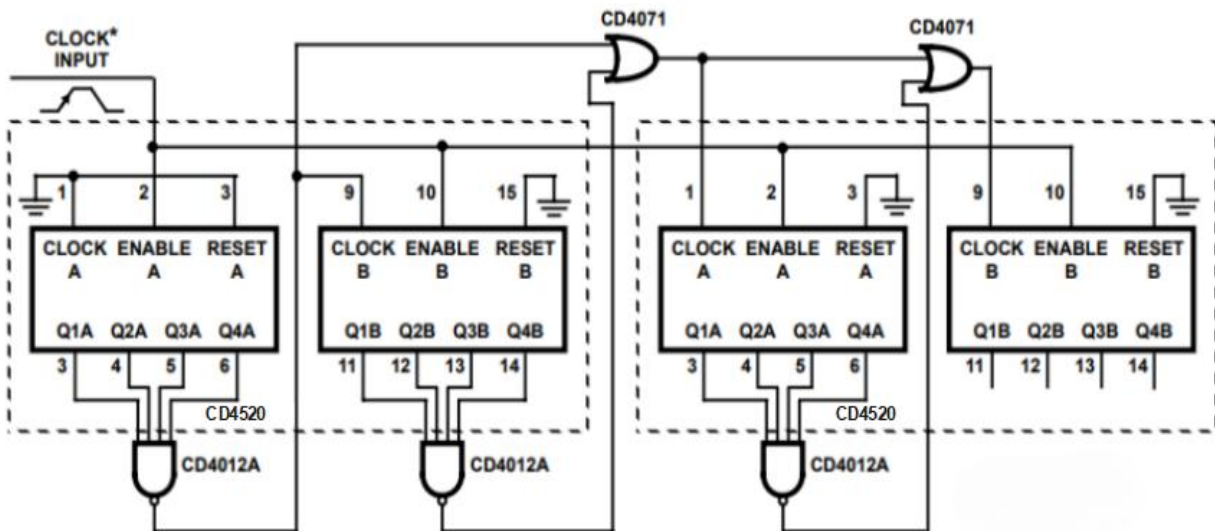 CD4071
CD4071
CLOCK*
INPUT
1 2 3 9 10 15 1 2 3 9 10 15
CLOCK ENABLE RESET CLOCK ENABLE RESET CLOCK ENABLE RESET CLOCK ENABLE RESET
A A A B B B A A A B B B
Q1A Q2A Q3A Q4A Q1B Q2B Q3B Q4B Q1A Q2A Q3A Q4A Q1B Q2B Q3B Q4B
3 4 5 6 11 12 13 14 3 4 5 6 11 12 13 14
CD4520 CD4520
CD4012A CD4012A CD4012A